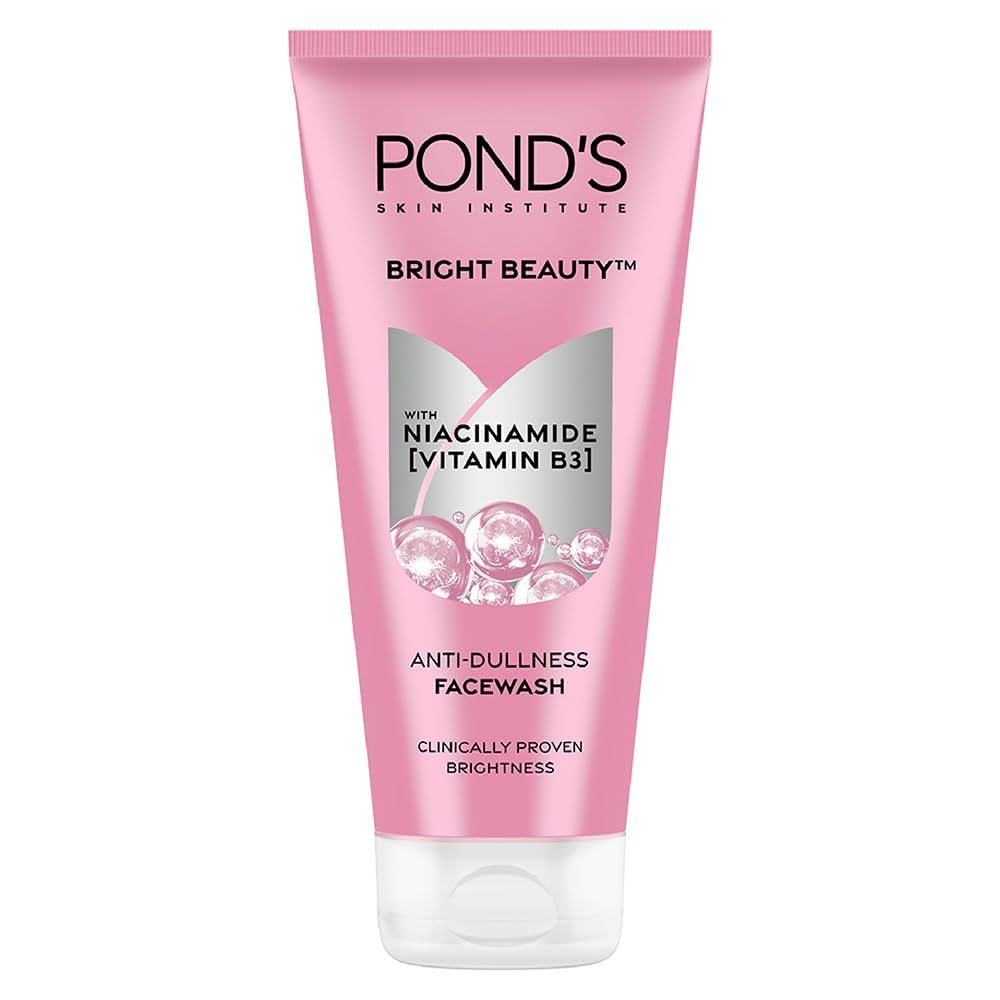 POND'S
SKIN INSTITUTE
BRIGHT BEAUTY™
WITH
NIACINAMIDE
[VITAMIN B3]
ANTI-DULLNESS
FACEWASH
CLINICALLY PROVEN
BRIGHTNESS